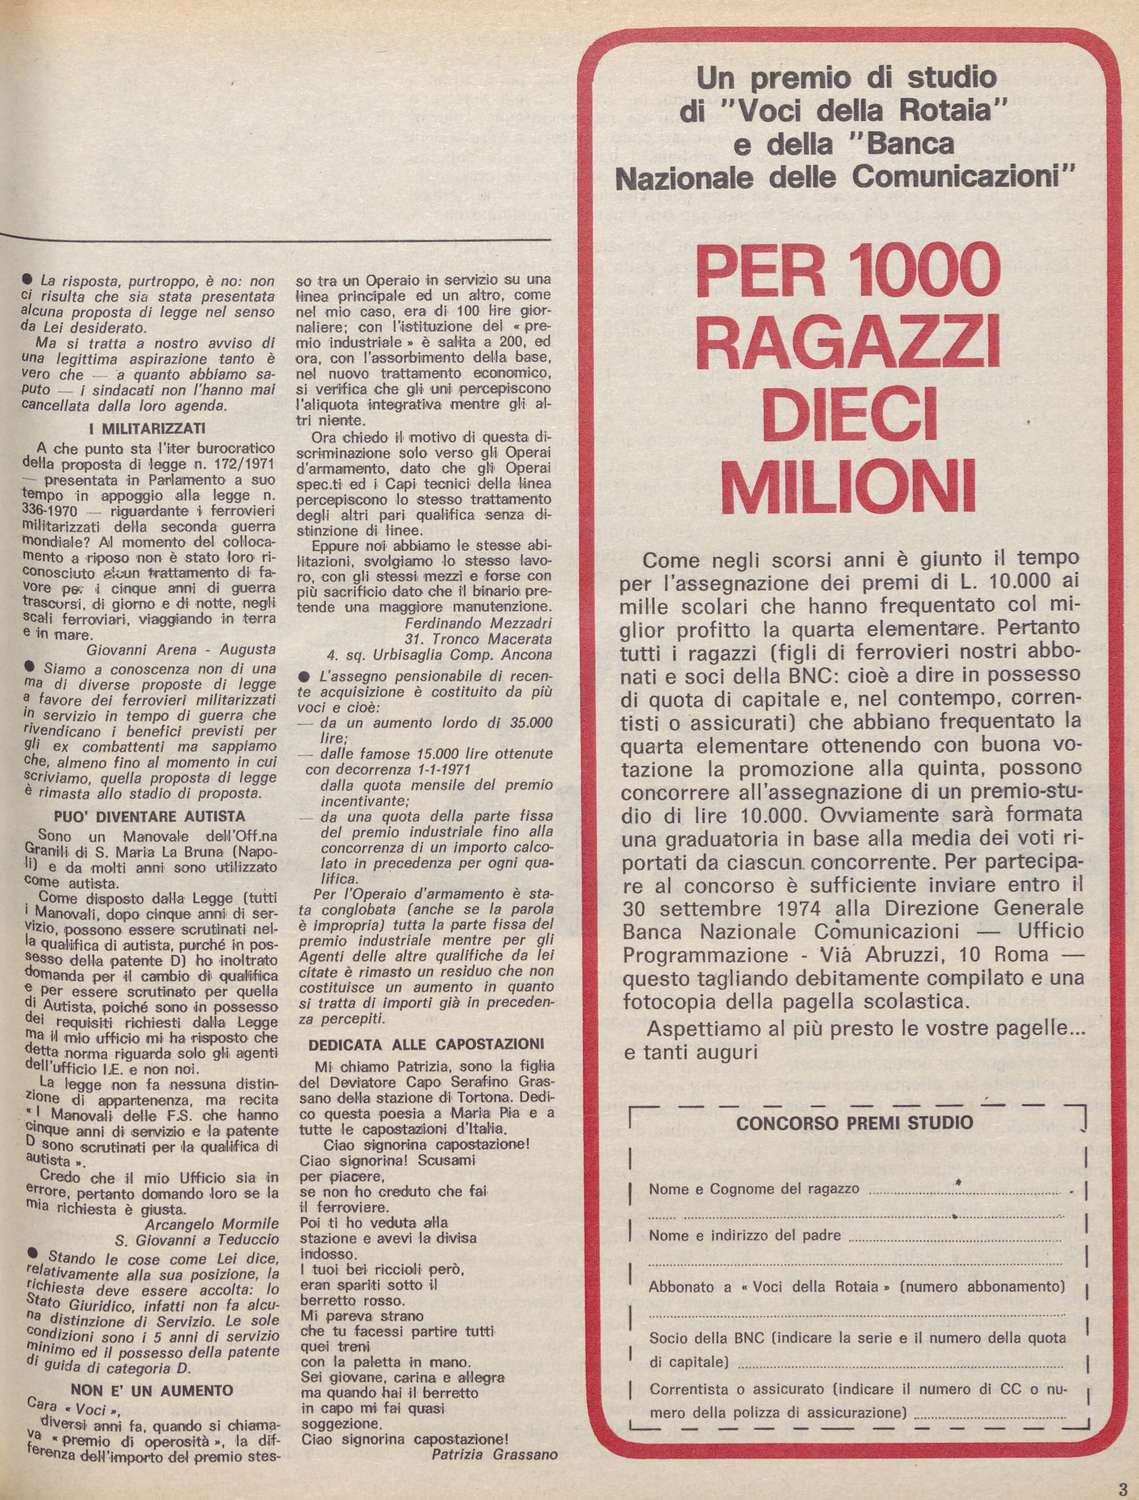 ● La risposta, purtroppo, è no: non
ci risulta che sia stata presentata
alcuna proposta di legge nel senso
da Lei desiderato.
Ma si tratta a nostro avviso di
una legittima aspirazione tanto è
vero che — a quanto abbiamo sa-
puto — i sindacati non l'hanno mai
cancellata dalla loro agenda.
I MILITARIZZATI
A che punto sta l'iter burocratico
della proposta di legge n. 172/1971
— presentata in Parlamento a suo
tempo in appoggio alla legge n.
336-1970 — riguardante i ferrovieri
militarizzati della seconda guerra
mondiale? Al momento del colloca-
mento a riposo non è stato loro ri-
conosciuto alcun trattamento di fa-
vore per i cinque anni di guerra
trascorsi, di giorno e di notte, negli
scali ferroviari, viaggiando in terra
e in mare.
Giovanni Arena - Augusta
● Siamo a conoscenza non di una
ma di diverse proposte di legge
a favore dei ferrovieri militarizzati
in servizio in tempo di guerra che
rivendicano i benefici previsti per
gli ex combattenti ma sappiamo
che, almeno fino al momento in cui
scriviamo, quella proposta di legge
è rimasta allo stadio di proposta.
PUO' DIVENTARE AUTISTA
Sono un Manovale dell'Off.na
Granili di S. Maria La Bruna (Napo-
li) e da molti anni sono utilizzato
come autista.
Come disposto dalla Legge (tutti
i Manovali, dopo cinque anni di ser-
vizio, possono essere scrutinati nel-
la qualifica di autista, purché in pos-
sesso della patente D) ho inoltrato
domanda per il cambio di qualifica
e per essere scrutinato per quella
di Autista, poiché sono in possesso
dei requisiti richiesti dalla Legge
ma il mio ufficio mi ha risposto che
detta norma riguarda solo gli agenti
dell'ufficio I.E. e non noi.
La legge non fa nessuna distin-
zione di appartenenza, ma recita
« I Manovali delle F.S. che hanno
cinque anni di servizio e la patente
D sono scrutinati per la qualifica di
autista ».
Credo che il mio Ufficio sia in
errore, pertanto domando loro se la
mia richiesta è giusta.
Arcangelo Mormile
S. Giovanni a Teduccio
● Stando le cose come Lei dice,
relativamente alla sua posizione, la
richiesta deve essere accolta: lo
Stato Giuridico, infatti non fa alcu-
na distinzione di Servizio. Le sole
condizioni sono i 5 anni di servizio
minimo ed il possesso della patente
di guida di categoria D.
NON E' UN AUMENTO
Cara « Voci »,
diversi anni fa, quando si chiama-
va « premio di operosità », la dif-
ferenza dell'importo del premio stes-
so tra un Operaio in servizio su una
linea principale ed un altro, come
nel mio caso, era di 100 lire gior-
naliere; con l'istituzione del « pre-
mio industriale » è salita a 200, ed
ora, con l'assorbimento della base,
nel nuovo trattamento economico,
si verifica che gli uni percepiscono
l'aliquota integrativa mentre gli al-
tri niente.
Ora chiedo il motivo di questa di-
scriminazione solo verso gli Operai
d'armamento, dato che gli Operai
spec.ti ed i Capi tecnici della linea
percepiscono lo stesso trattamento
degli altri pari qualifica senza di-
stinzione di linee.
Eppure noi abbiamo le stesse abi-
litazioni, svolgiamo lo stesso lavo-
ro, con gli stessi mezzi e forse con
più sacrificio dato che il binario pre-
tende una maggiore manutenzione.
Ferdinando Mezzadri
31. Tronco Macerata
4. sq. Urbisaglia Comp. Ancona
● L'assegno pensionabile di recen-
te acquisizione è costituito da più
voci e cioè:
— da un aumento lordo di 35.000
lire;
— dalle famose 15.000 lire ottenute
con decorrenza 1-1-1971
dalla quota mensile del premio
incentivante;
— da una quota della parte fissa
del premio industriale fino alla
concorrenza di un importo calco-
lato in precedenza per ogni qua-
lifica.
Per l'Operaio d'armamento è sta-
ta conglobata (anche se la parola
è impropria) tutta la parte fissa del
premio industriale mentre per gli
Agenti delle altre qualifiche da lei
citate è rimasto un residuo che non
costituisce un aumento in quanto
si tratta di importi già in preceden-
za percepiti.
DEDICATA ALLE CAPOSTAZIONI
Mi chiamo Patrizia, sono la figlia
del Deviatore Capo Serafino Gras-
sano della stazione di Tortona. Dedi-
co questa poesia a Maria Pia e a
tutte le capostazioni d'Italia.
Ciao signorina capostazione!
Ciao signorina! Scusami
per piacere,
se non ho creduto che fai
il ferroviere.
Poi ti ho veduta alla
stazione e avevi la divisa
indosso.
I tuoi bei riccioli però,
eran spariti sotto il
berretto rosso.
Mi pareva strano
che tu facessi partire tutti
quei treni
con la paletta in mano.
Sei giovane, carina e allegra
ma quando hai il berretto
in capo mi fai quasi
soggezione.
Ciao signorina capostazione!
Patrizia Grassano
Un premio di studio
di "Voci della Rotaia"
e della "Banca
Nazionale delle Comunicazioni"
PER 1000
RAGAZZI
DIECI
MILIONI
Come negli scorsi anni è giunto il tempo
per l'assegnazione dei premi di L. 10.000 ai
mille scolari che hanno frequentato col mi-
glior profitto la quarta elementare. Pertanto
tutti i ragazzi (figli di ferrovieri nostri abbo-
nati e soci della BNC: cioè a dire in possesso
di quota di capitale e, nel contempo, corren-
tisti o assicurati) che abbiano frequentato la
quarta elementare ottenendo con buona vo-
tazione la promozione alla quinta, possono
concorrere all'assegnazione di un premio-stu-
dio di lire 10.000. Ovviamente sarà formata
una graduatoria in base alla media dei voti ri-
portati da ciascun concorrente. Per partecipa-
re al concorso è sufficiente inviare entro il
30 settembre 1974 alla Direzione Generale
Banca Nazionale Comunicazioni — Ufficio
Programmazione - Via Abruzzi, 10 Roma —
questo tagliando debitamente compilato e una
fotocopia della pagella scolastica.
Aspettiamo al più presto le vostre pagelle...
e tanti auguri
CONCORSO PREMI STUDIO
Nome e Cognome del ragazzo
Nome e indirizzo del padre
Abbonato a « Voci della Rotaia » (numero abbonamento)
Socio della BNC (indicare la serie e il numero della quota
di capitale)
Correntista o assicurato (indicare il numero di CC o nu-
mero della polizza di assicurazione)
3